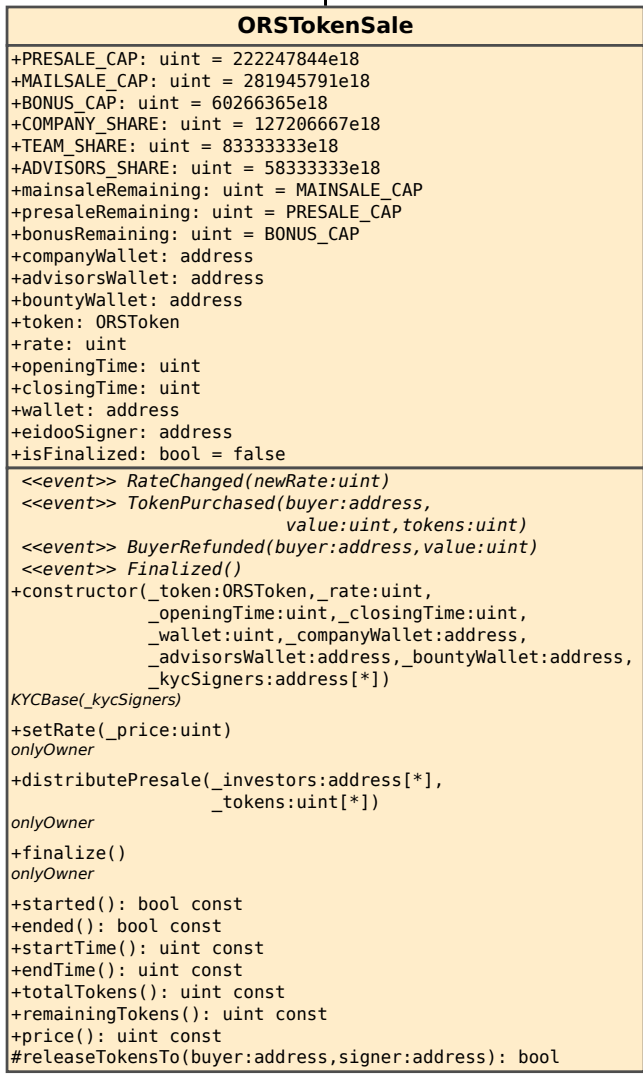 ORSTokenSale
+PRESALE_CAP: uint = 222247844e18
+MAILSALE_CAP: uint = 281945791e18
+BONUS_CAP: uint = 60266365e18
+COMPANY_SHARE: uint = 127206667e18
+TEAM_SHARE: uint = 83333333e18
+ADVISORS_SHARE: uint = 58333333e18
+mainsaleRemaining: uint = MAINSALE_CAP
+presaleRemaining: uint = PRESALE_CAP
+bonusRemaining: uint = BONUS_CAP
+companyWallet: address
+advisorsWallet: address
+bountyWallet: address
+token: ORSToken
+rate: uint
+openingTime: uint
+closingTime: uint
+wallet: address
+eidooSigner: address
+isFinalized: bool = false
<<event>> RateChanged(newRate:uint)
<<event>> TokenPurchased(buyer:address,
value:uint,tokens:uint)
<<event>> BuyerRefunded(buyer:address,value:uint)
<<event>> Finalized()
+constructor(_token:ORSToken,_rate:uint,
_openingTime:uint,_closingTime:uint,
_wallet:uint,_companyWallet:address,
_advisorsWallet:address,_bountyWallet:address,
_kycSigners:address[*])
KYCBase(_kycSigners)
+setRate(_price:uint)
onlyOwner
+distributePresale(_investors:address[*],
_tokens:uint[*])
onlyOwner
+finalize()
onlyOwner
+started(): bool const
+ended(): bool const
+startTime(): uint const
+endTime(): uint const
+totalTokens(): uint const
+remainingTokens(): uint const
+price(): uint const
#releaseTokensTo(buyer:address,signer:address): bool